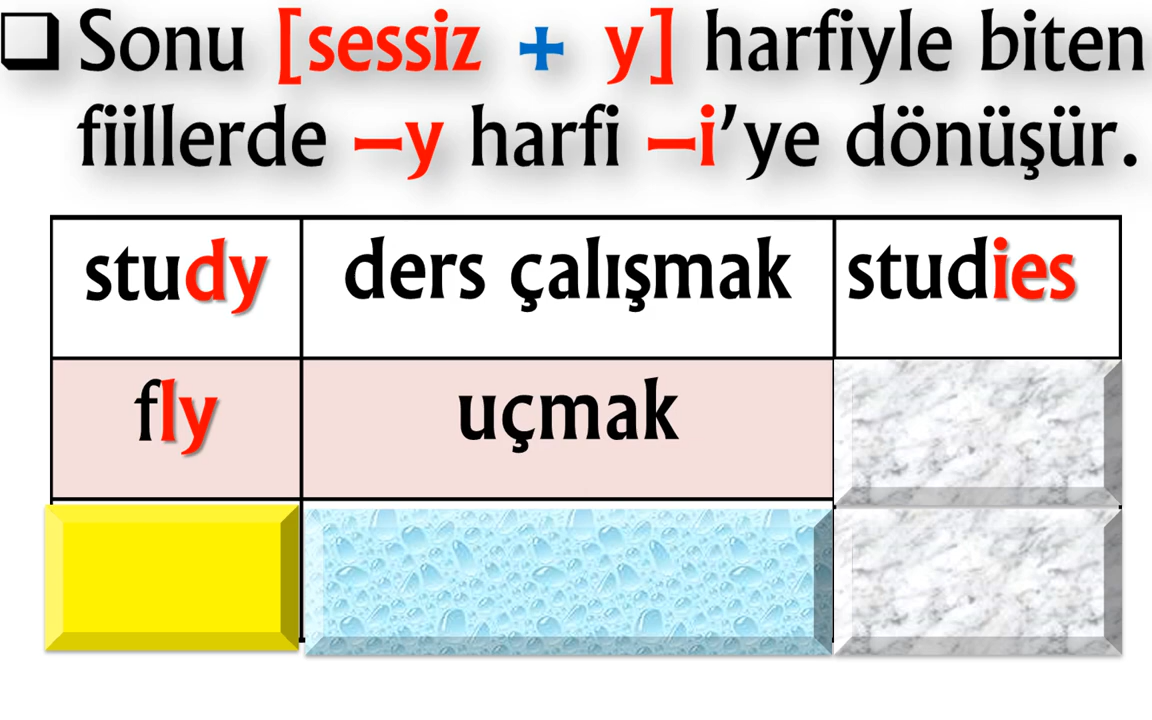 ❑ Sonu [sessiz + y] harfiyle biten
fiillerde –y harfi –i’ye dönüşür.
study ders çalışmak studies
fly uçmak